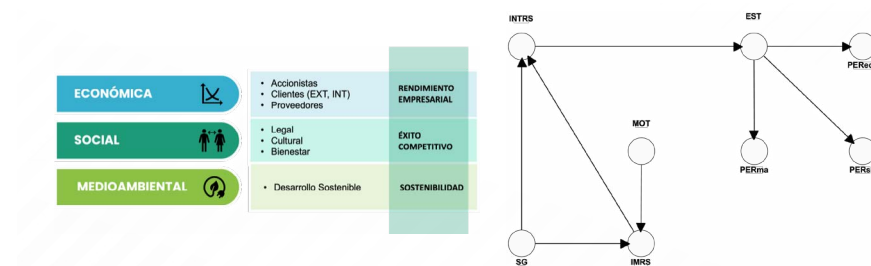 ECONÓMICA
• Accionistas
• Clientes (EXT, INT)
• Proveedores
RENDIMIENTO
EMPRESARIAL
SOCIAL
• Legal
• Cultural
• Bienestar
ÉXITO
COMPETITIVO
MEDIOAMBIENTAL
• Desarrollo Sostenible
SOSTENIBILIDAD
INTRS
EST
PERec
MOT
PERma
SG
IMRS